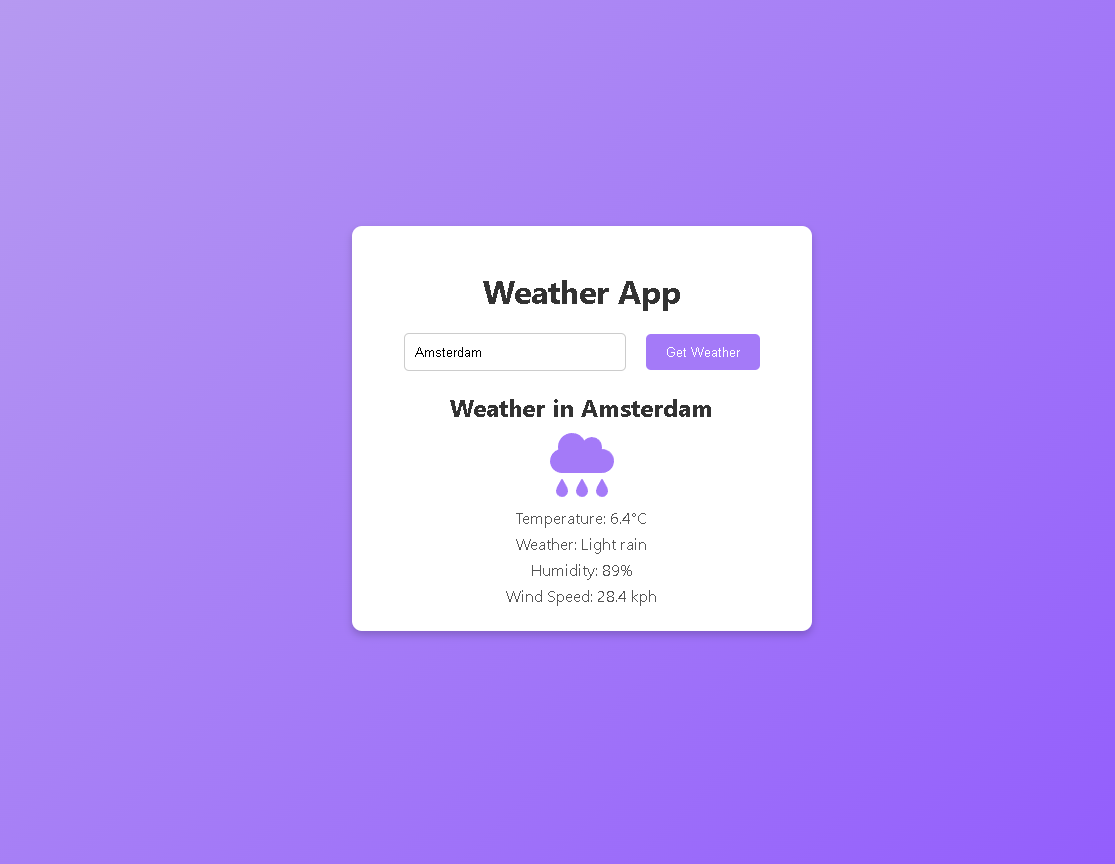 Weather App
Amsterdam
Get Weather
Weather in Amsterdam
Temperature: 6.4°C
Weather: Light rain
Humidity: 89%
Wind Speed: 28.4 kph